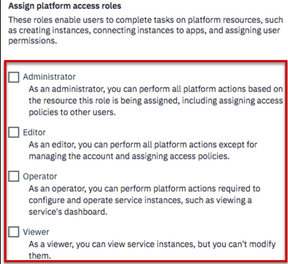 Assign platform access roles
These roles enable users to complete tasks on platform resources, such
as creating instances, connecting instances to apps, and assigning user
permissions.
Administrator
As an administrator, you can perform all platform actions based on
the resource this role is being assigned, including assigning access
policies to other users.
Editor
As an editor, you can perform all platform actions except for
managing the account and assigning access policies.
Operator
As an operator, you can perform platform actions required to
configure and operate service instances, such as viewing a
service's dashboard.
Viewer
As a viewer, you can view service instances, but you can't modify
them.